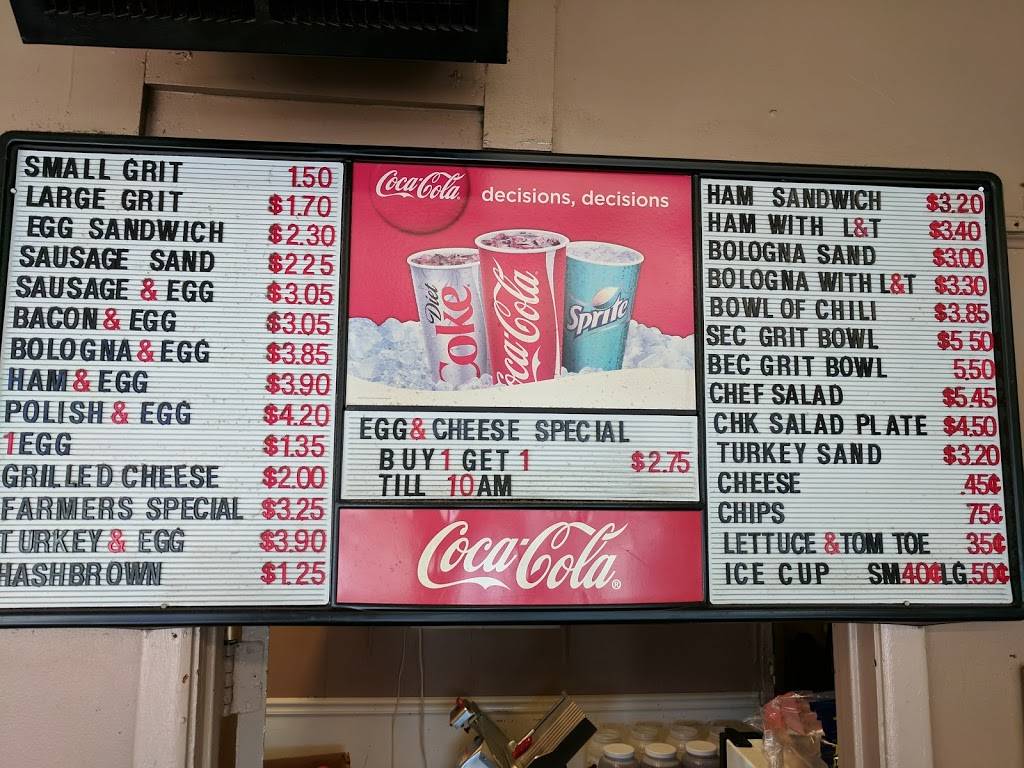 SMALL GRIT 1.50
LARGE GRIT $1.70
EGG SANDWICH $2.30
SAUSAGE SAND $225
SAUSAGE & EGG $3.05
BACON & EGG $3.05
BOLOGNA & EGG $3.85
HAM & EGG $3.90
POLISH & EGG $4.20
1EGG $1.35
GRILLED CHEESE $2.00
FARMERS SPECIAL $3.25
TURKEY & EGG $3.90
HASHBROWN $1.25
Coca-Cola decisions, decisions
Diet Coke
Coca-Cola
Sprite
EGG & CHEESE SPECIAL
BUY 1 GET 1 $2.75
TILL 10 AM
Coca-Cola®
HAM SANDWICH $3.20
HAM WITH L&T $3.40
BOLOGNA SAND $3.00
BOLOGNA WITH L&T $3.30
BOWL OF CHILI $3.85
SEC GRIT BOWL $5 50
BEC GRIT BOWL 5.50
CHEF SALAD $5.45
CHK SALAD PLATE $4.50
TURKEY SAND $3.20
CHEESE .45¢
CHIPS 75¢
LETTUCE & TOM TOE 35¢
ICE CUP SM.40¢ LG.50¢